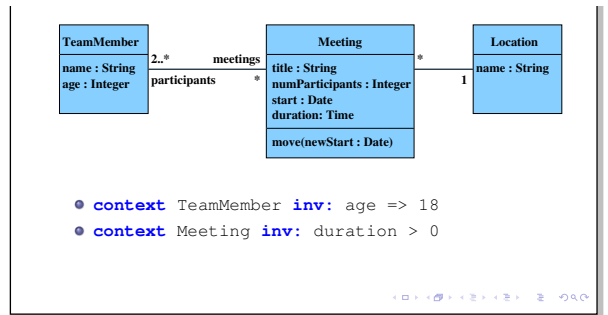 TeamMember
name : String
age : Integer
2..* meetings
participants *
Meeting
title : String
numParticipants : Integer
start : Date
duration: Time
move(newStart : Date)
*
1
Location
name : String
context TeamMember inv: age => 18
context Meeting inv: duration > 0